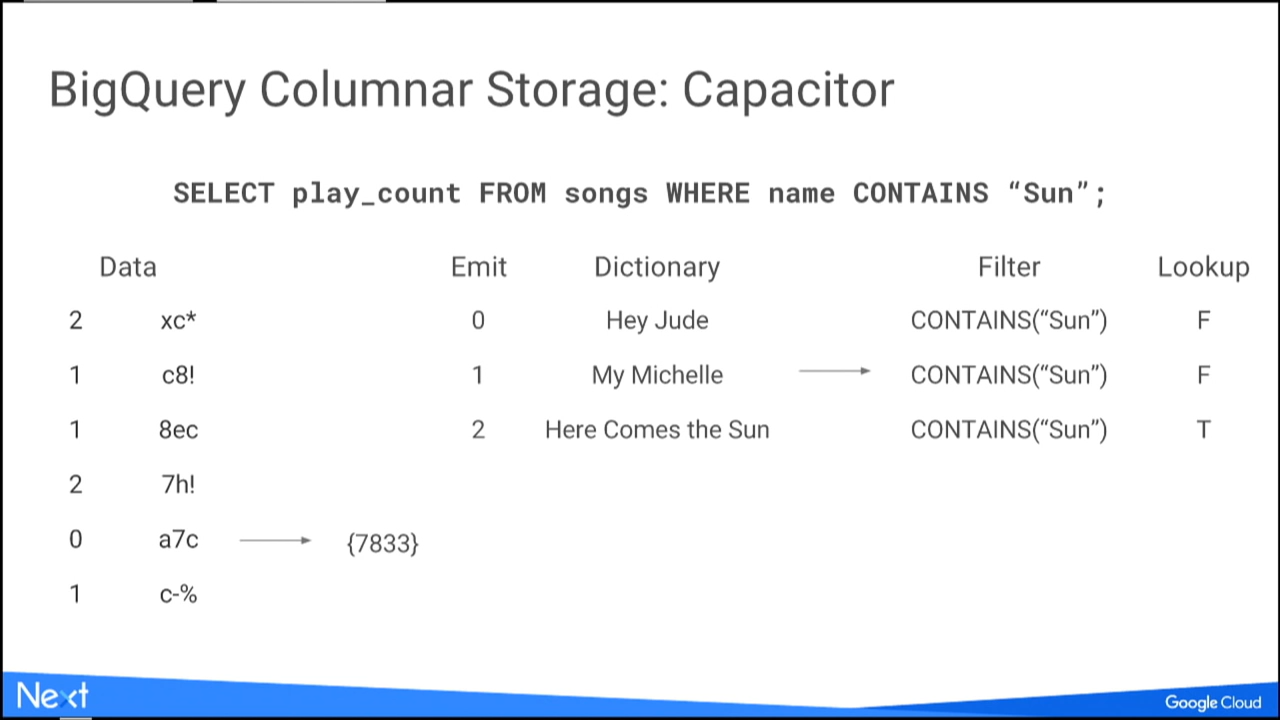 BigQuery Columnar Storage: Capacitor
SELECT play_count FROM songs WHERE name CONTAINS “Sun”;
Data Emit Dictionary Filter Lookup
2 xc* 0 Hey Jude CONTAINS(“Sun”) F
1 c8! 1 My Michelle CONTAINS(“Sun”) F
1 8ec 2 Here Comes the Sun CONTAINS(“Sun”) T
2 7h!
0 a7c {7833}
1 c-%
Next
Google Cloud